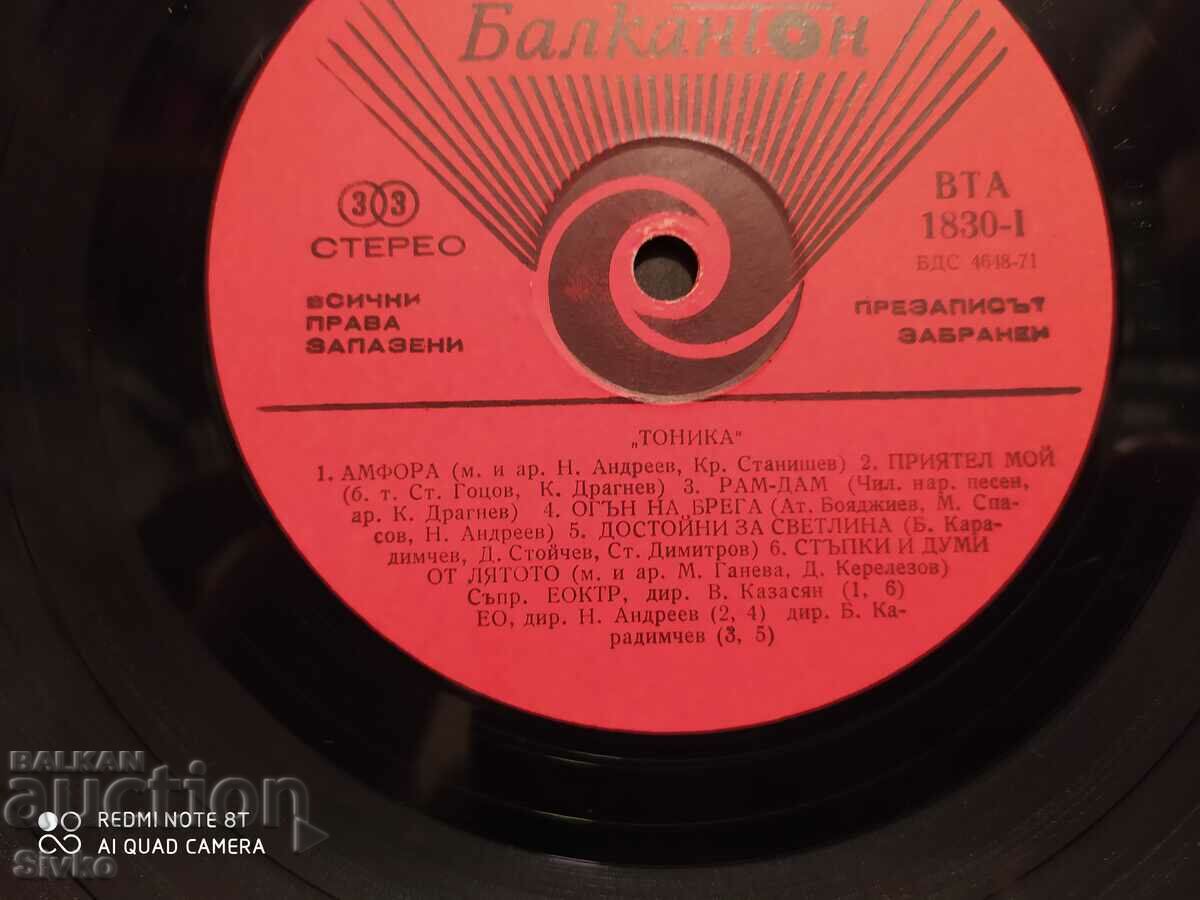 Балкантон
33
СТЕРЕО
ВТА
1830-I
БДС 4648-71
ВСИЧКИ
ПРАВА
ЗАПАЗЕНИ
ПРЕЗАПИСЪТ
ЗАБРАНЕН
„ТОНИКА“
1. АМФОРА (м. и ар. Н. Андреев, Кр. Станишев) 2. ПРИЯТЕЛ МОЙ
(б. т. Ст. Гоцов, К. Драгнев) 3. РАМ-ДАМ (Чил. нар. песен,
ар. К. Драгнев) 4. ОГЪН НА БРЕГА (Ат. Бояджиев, М. Спа-
сов, Н. Андреев) 5. ДОСТОЙНИ ЗА СВЕТЛИНА (Б. Кара-
димчев, Д. Стойчев, Ст. Димитров) 6. СТЪПКИ И ДУМИ
ОТ ЛЯТОТО (м. и ар. М. Ганева, Д. Керелезов)
Съпр. ЕОКТР, дир. В. Казасян (1, 6)
ЕО, дир. Н. Андреев (2, 4) дир. Б. Ка-
радимчев (3, 5)
BALKAN
auction
REDMI NOTE 8T
AI QUAD CAMERA
Sivko